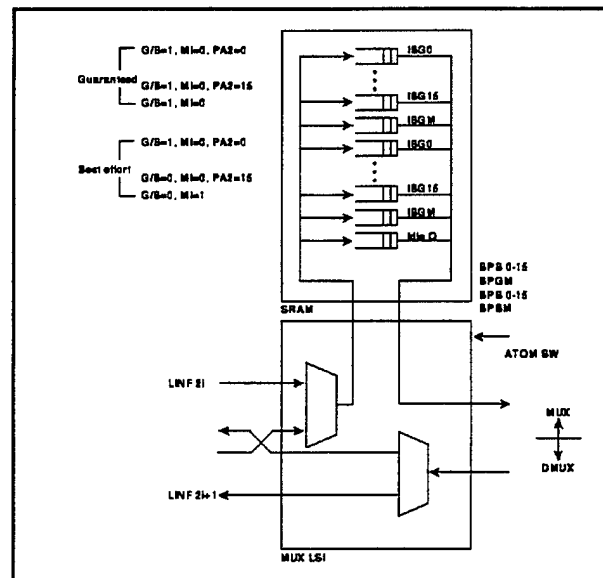 G/B=1, MI=0, PA2=0
Guaranteed
G/B=1, MI=0, PA2=15
G/B=1, MI=0
G/B=1, MI=0, PA2=0
Best effort
G/B=0, MI=0, PA2=15
G/B=0, MI=1
ISG0
ISG15
ISGM
ISG0
ISG15
ISGM
SRAM
BPS 0-15
BPGM
BPS 0-15
BPSM
ATOM SW
LINF 2i
MUX
DMUX
LINF 2i+1
MUX LSI